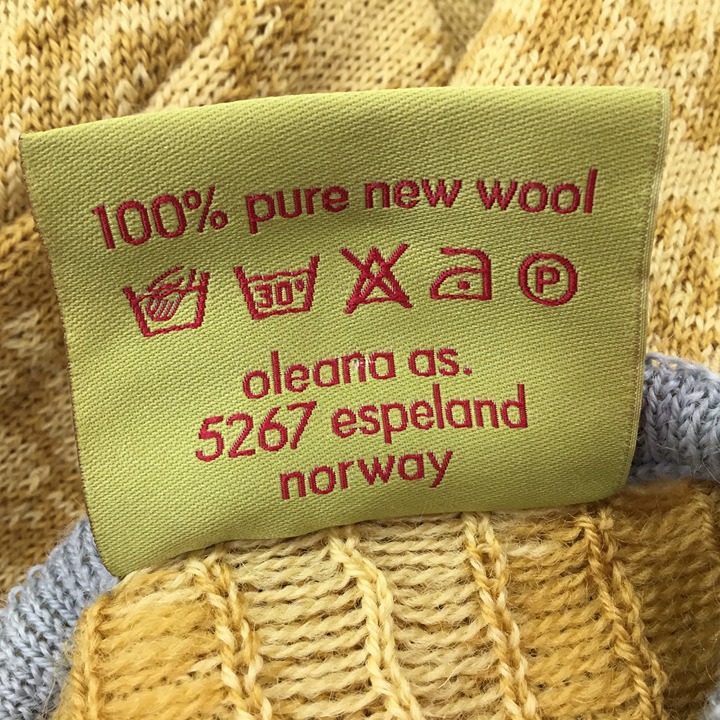 100% pure new wool
30°
P
oleana as.
5267 espeland
norway